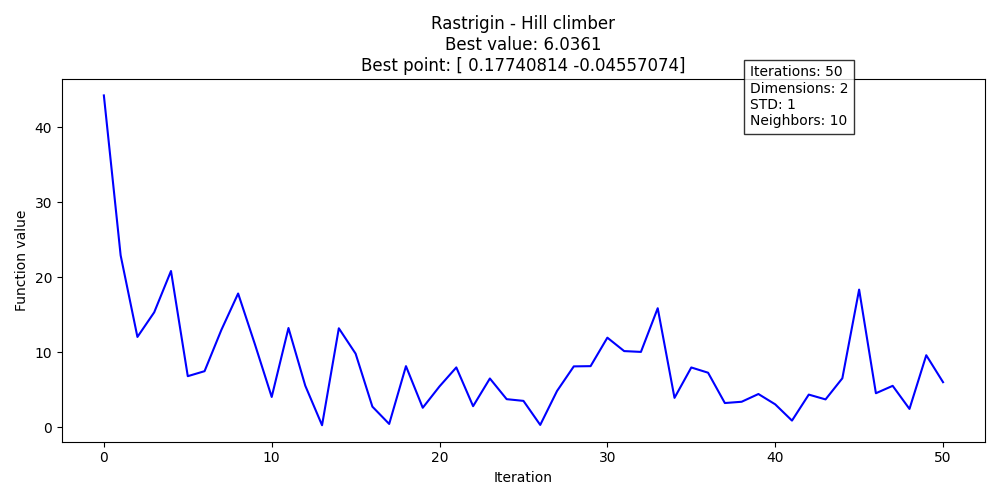 Rastrigin - Hill climber
Best value: 6.0361
Best point: [ 0.17740814 -0.04557074]
Iterations: 50
Dimensions: 2
STD: 1
Neighbors: 10
Function value
40
30
20
10
0
0 10 20 30 40 50
Iteration